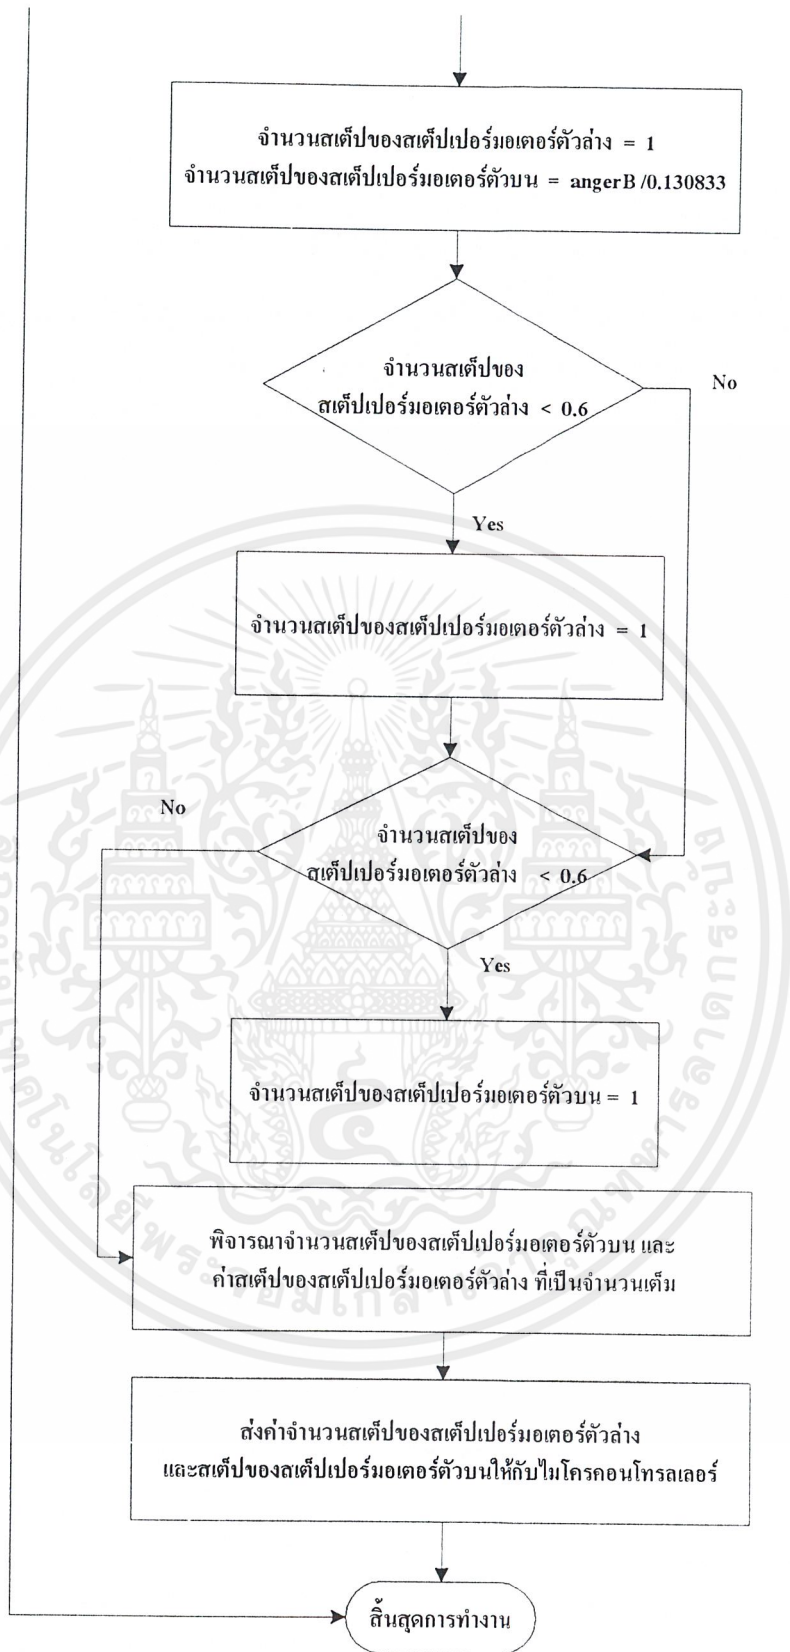 จำนวนสเต็ปของสเต็ปเปอร์มอเตอร์ตัวล่าง = 1
จำนวนสเต็ปของสเต็ปเปอร์มอเตอร์ตัวบน = angerB /0.130833
จำนวนสเต็ปของ
สเต็ปเปอร์มอเตอร์ตัวล่าง < 0.6
No
Yes
จำนวนสเต็ปของสเต็ปเปอร์มอเตอร์ตัวล่าง = 1
No
จำนวนสเต็ปของ
สเต็ปเปอร์มอเตอร์ตัวล่าง < 0.6
Yes
จำนวนสเต็ปของสเต็ปเปอร์มอเตอร์ตัวบน = 1
พิจารณาจำนวนสเต็ปของสเต็ปเปอร์มอเตอร์ตัวบน และ
ค่าสเต็ปของสเต็ปเปอร์มอเตอร์ตัวล่าง ที่เป็นจำนวนเต็ม
ส่งค่าจำนวนสเต็ปของสเต็ปเปอร์มอเตอร์ตัวล่าง
และสเต็ปของสเต็ปเปอร์มอเตอร์ตัวบนให้กับไมโครคอนโทรลเลอร์
สิ้นสุดการทำงาน